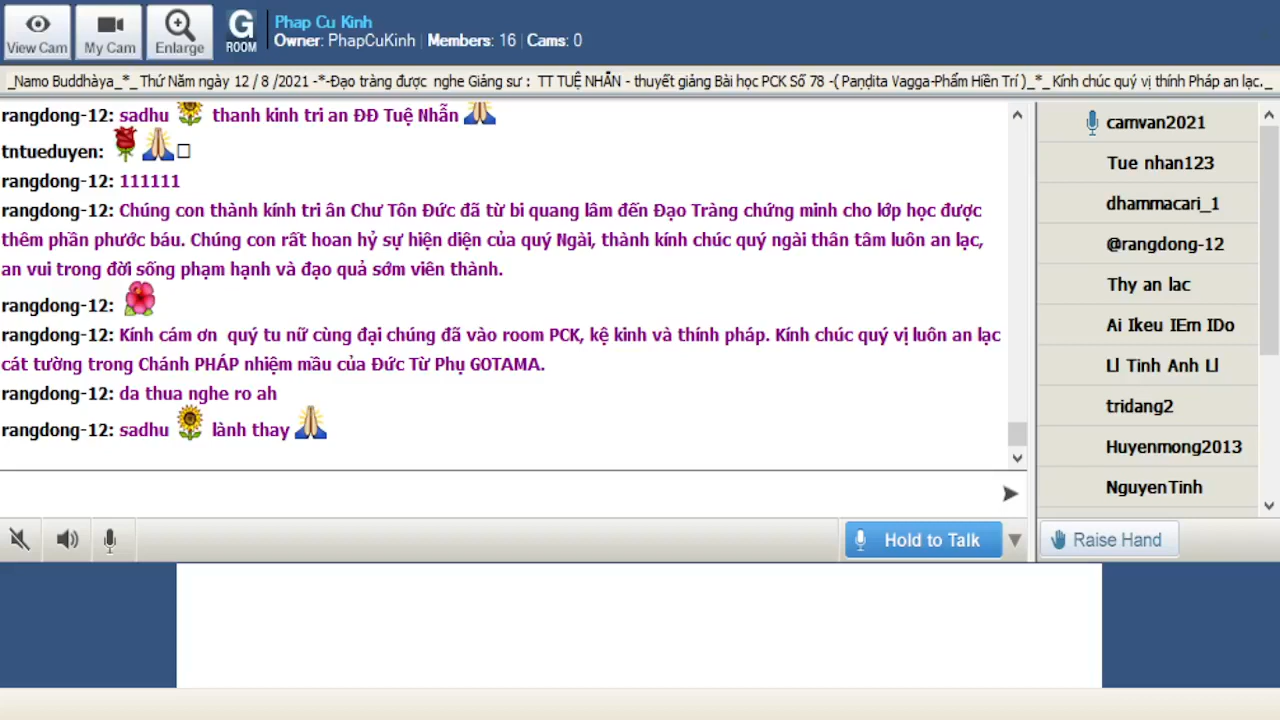 View Cam
My Cam
Enlarge
G
ROOM
Phap Cu Kinh
Owner: PhapCuKinh | Members: 16 | Cams: 0
_Namo Buddhàya_*_ Thứ Năm ngày 12 / 8 /2021 -*-Đạo tràng được nghe Giảng sư : TT TUỆ NHẪN - thuyết giảng Bài học PCK Số 78 -( Paṇḍita Vagga-Phẩm Hiền Trí )_*_ Kính chúc quý vị thính Pháp an lạc._
rangdong-12: sadhu 🌻 thanh kinh tri an ĐĐ Tuệ Nhẫn 🙏
tntueduyen: 🌹🙏□
rangdong-12: 111111
rangdong-12: Chúng con thành kính tri ân Chư Tôn Đức đã từ bi quang lâm đến Đạo Tràng chứng minh cho lớp học được
thêm phần phước báu. Chúng con rất hoan hỷ sự hiện diện của quý Ngài, thành kính chúc quý ngài thân tâm luôn an lạc,
an vui trong đời sống phạm hạnh và đạo quả sớm viên thành.
rangdong-12: 🌺
rangdong-12: Kính cám ơn quý tu nữ cùng đại chúng đã vào room PCK, kệ kinh và thính pháp. Kính chúc quý vị luôn an lạc
cát tường trong Chánh PHÁP nhiệm mầu của Đức Từ Phụ GOTAMA.
rangdong-12: da thua nghe ro ah
rangdong-12: sadhu 🌻 lành thay 🙏
camvan2021
Tue nhan123
dhammacari_1
@rangdong-12
Thy an lac
Ai Ikeu IEm IDo
Ll Tinh Anh Ll
tridang2
Huyenmong2013
NguyenTinh
Hold to Talk
Raise Hand